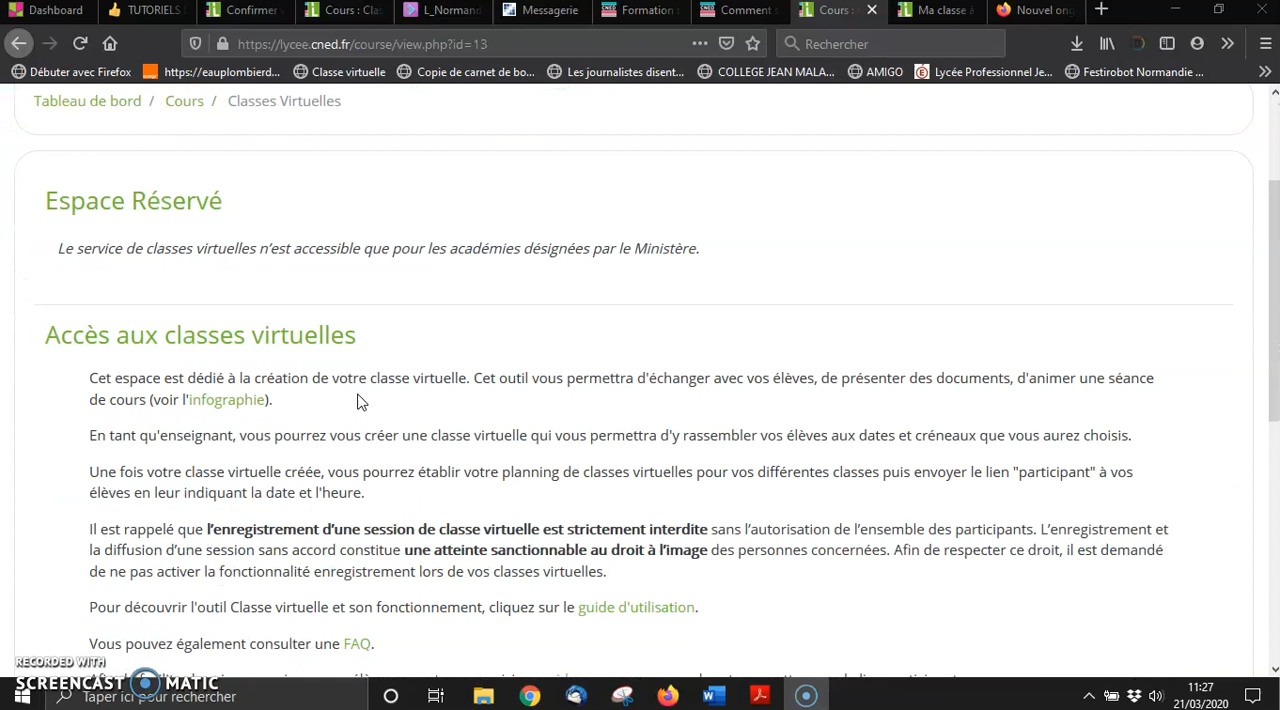 Dashboard TUTORIELS Confirmer Cours : Cla L_Normand Messagerie Formation Comment s Cours : Ma classe à Nouvel ong
https://lycee.cned.fr/course/view.php?id=13 Rechercher
Débuter avec Firefox https://eauplombierd... Classe virtuelle Copie de carnet de bo... Les journalistes disent... COLLEGE JEAN MALA... AMIGO Lycée Professionnel Je... Festirobot Normandie ...
Tableau de bord / Cours / Classes Virtuelles
Espace Réservé
Le service de classes virtuelles n'est accessible que pour les académies désignées par le Ministère.
Accès aux classes virtuelles
Cet espace est dédié à la création de votre classe virtuelle. Cet outil vous permettra d'échanger avec vos élèves, de présenter des documents, d'animer une séance
de cours (voir l'infographie).
En tant qu'enseignant, vous pourrez vous créer une classe virtuelle qui vous permettra d'y rassembler vos élèves aux dates et créneaux que vous aurez choisis.
Une fois votre classe virtuelle créée, vous pourrez établir votre planning de classes virtuelles pour vos différentes classes puis envoyer le lien "participant" à vos
élèves en leur indiquant la date et l'heure.
Il est rappelé que l'enregistrement d'une session de classe virtuelle est strictement interdite sans l'autorisation de l'ensemble des participants. L'enregistrement et
la diffusion d'une session sans accord constitue une atteinte sanctionnable au droit à l'image des personnes concernées. Afin de respecter ce droit, il est demandé
de ne pas activer la fonctionnalité enregistrement lors de vos classes virtuelles.
Pour découvrir l'outil Classe virtuelle et son fonctionnement, cliquez sur le guide d'utilisation.
Vous pouvez également consulter une FAQ.
RECORDED WITH
SCREENCAST MATIC
Taper ici pour rechercher
11:27
21/03/2020